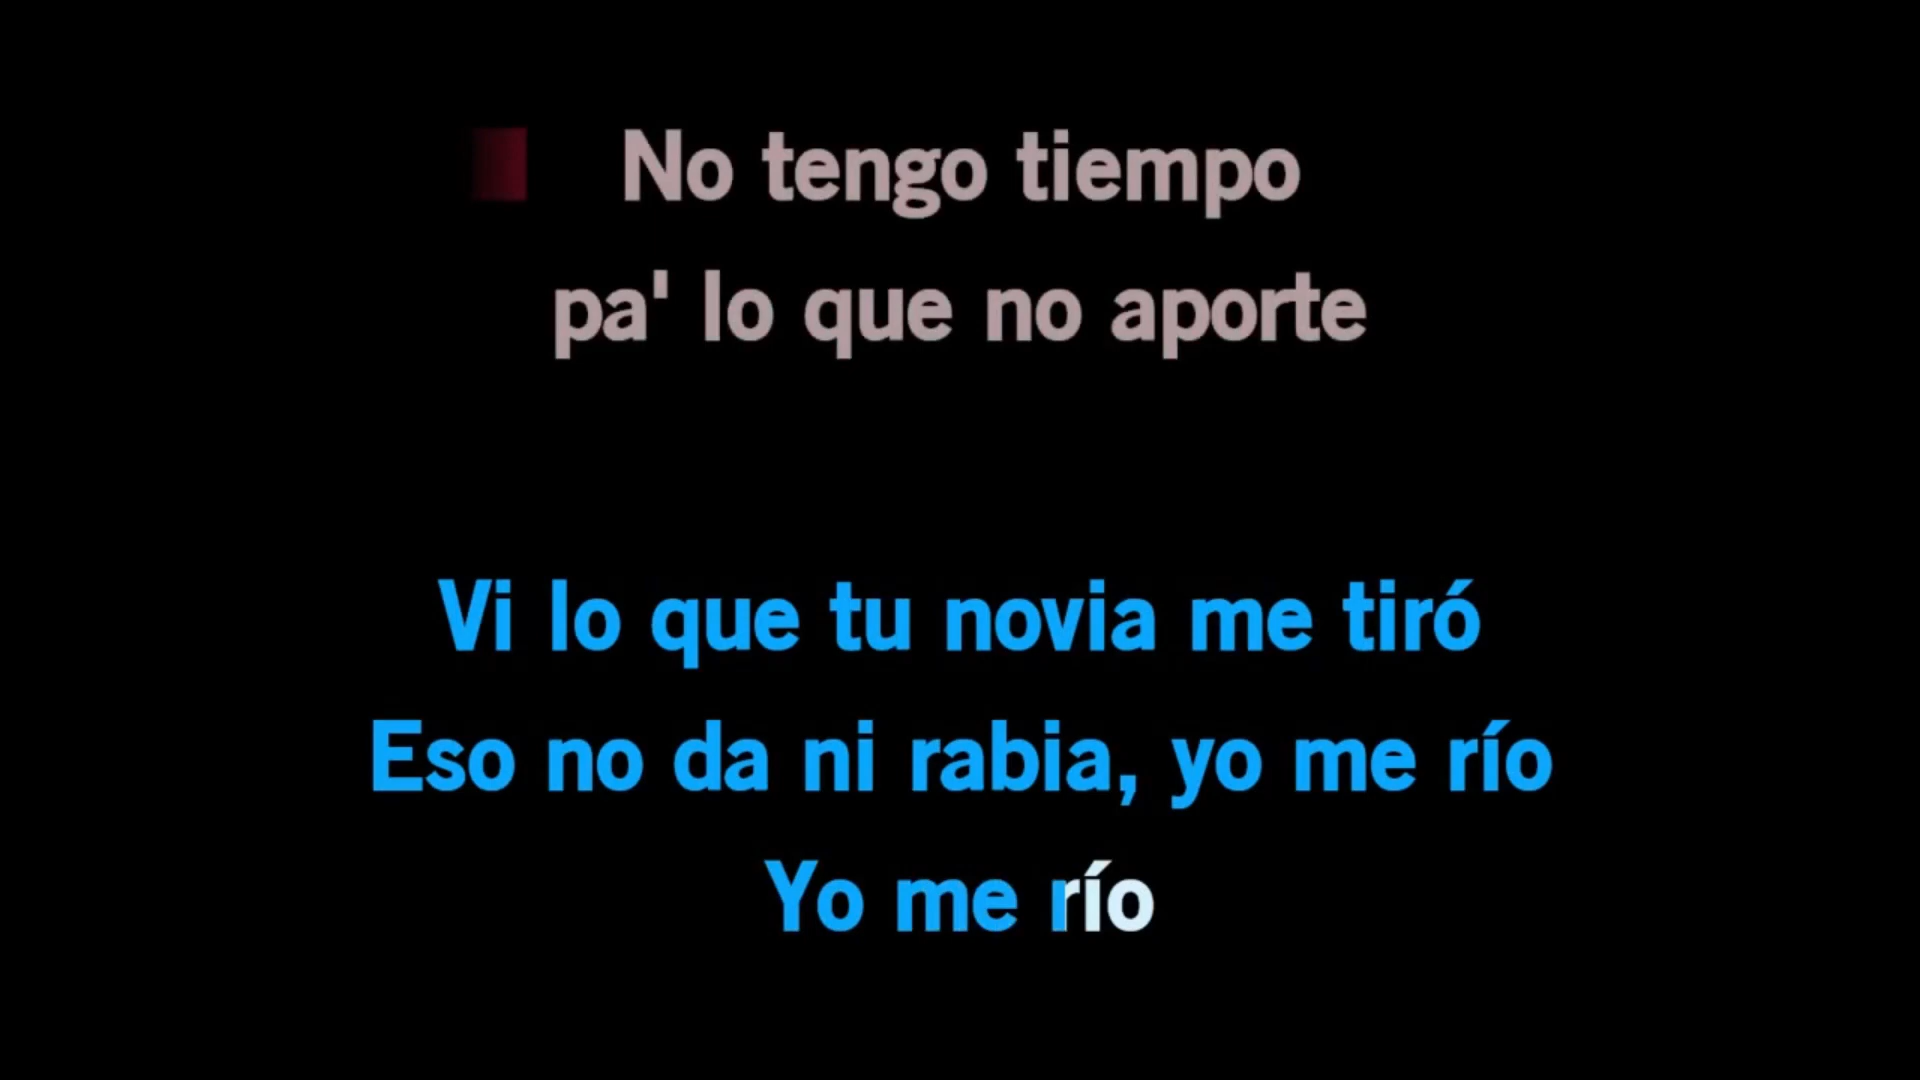 No tengo tiempo
pa' lo que no aporte
Vi lo que tu novia me tiró
Eso no da ni rabia, yo me río
Yo me río